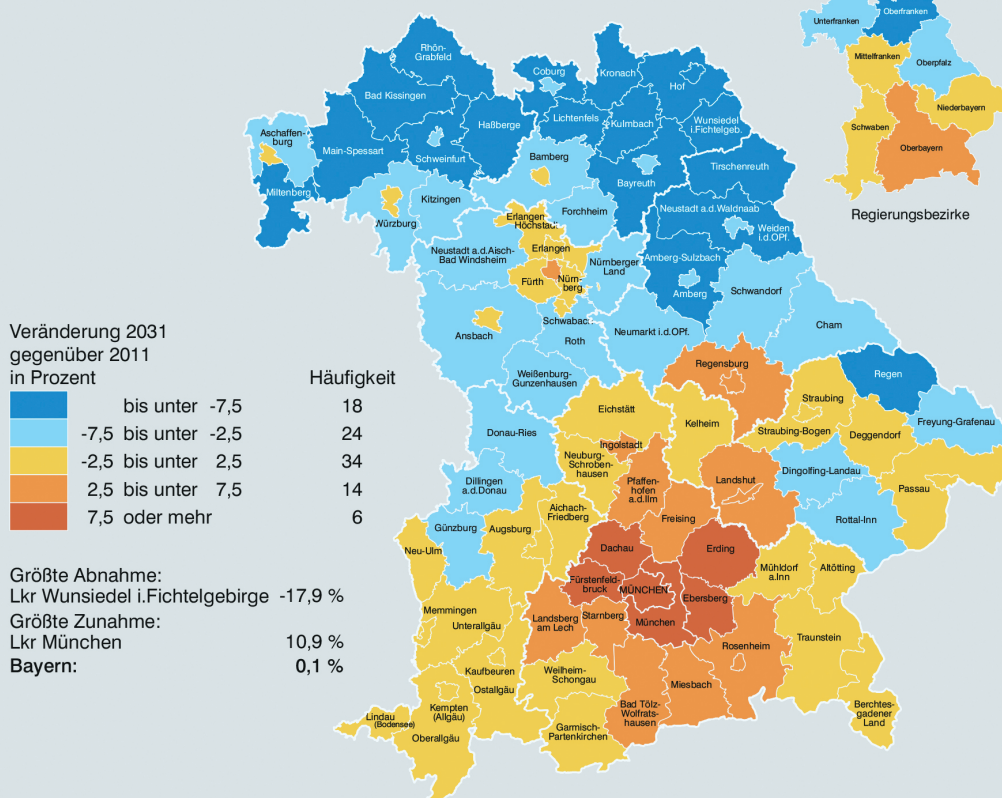 Unterfranken
Oberfranken
Mittelfranken
Oberpfalz
Niederbayern
Schwaben
Oberbayern
Regierungsbezirke
Rhön-
Grabfeld
Bad Kissingen
Coburg
Kronach
Hof
Lichtenfels
Kulmbach
Wunsiedel
i.Fichtelgeb.
Haßberge
Aschaffen-
burg
Main-Spessart
Schweinfurt
Bamberg
Bayreuth
Tirschenreuth
Miltenberg
Kitzingen
Würzburg
Forchheim
Erlangen
Höchstadt
Neustadt a.d.Waldnaab
Weiden
i.d.OPf.
Neustadt a.d.Aisch-
Bad Windsheim
Erlangen
Nürnberger
Land
Amberg-Sulzbach
Fürth
Nürn-
berg
Amberg
Schwandorf
Ansbach
Schwabach
Roth
Neumarkt i.d.OPf.
Cham
Weißenburg-
Gunzenhausen
Regensburg
Regen
Eichstätt
Kelheim
Straubing
Straubing-Bogen
Deggendorf
Freyung-Grafenau
Donau-Ries
Ingolstadt
Neuburg-
Schroben-
hausen
Dingolfing-Landau
Passau
Dillingen
a.d.Donau
Pfaffen-
hofen
a.d.Ilm
Landshut
Rottal-Inn
Günzburg
Augsburg
Aichach-
Friedberg
Freising
Neu-Ulm
Dachau
Erding
Mühldorf
a.Inn
Altötting
Fürstenfeld-
bruck
MÜNCHEN
Ebersberg
München
Memmingen
Unterallgäu
Landsberg
am Lech
Starnberg
Rosenheim
Traunstein
Kaufbeuren
Ostallgäu
Weilheim-
Schongau
Miesbach
Bad Tölz-
Wolfrats-
hausen
Kempten
(Allgäu)
Lindau
(Bodensee)
Oberallgäu
Garmisch-
Partenkirchen
Berchtes-
gadener
Land
Veränderung 2031
gegenüber 2011
in Prozent Häufigkeit
bis unter -7,5 18
-7,5 bis unter -2,5 24
-2,5 bis unter 2,5 34
2,5 bis unter 7,5 14
7,5 oder mehr 6
Größte Abnahme:
Lkr Wunsiedel i.Fichtelgebirge -17,9 %
Größte Zunahme:
Lkr München 10,9 %
Bayern: 0,1 %